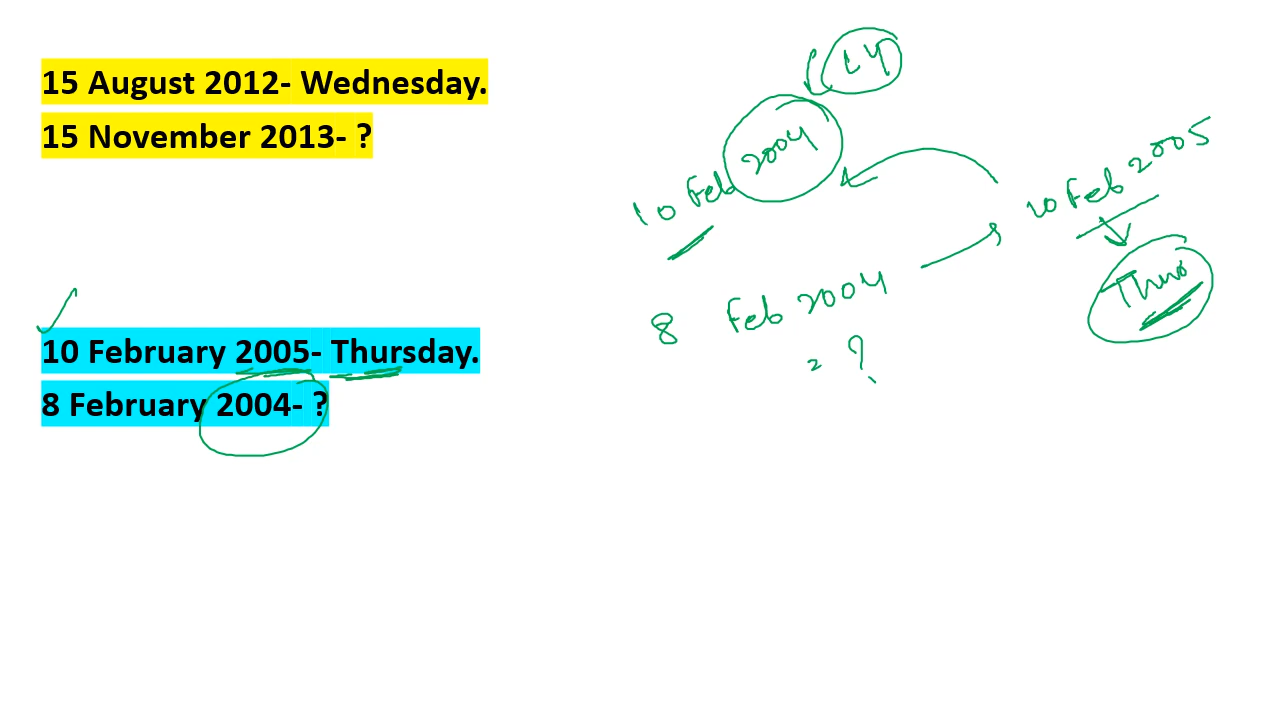 15 August 2012- Wednesday.
15 November 2013- ?
10 February 2005- Thursday.
8 February 2004- ?
LY
10 Feb 2004
10 Feb 2005
Thurs
8 Feb 2004
= ?